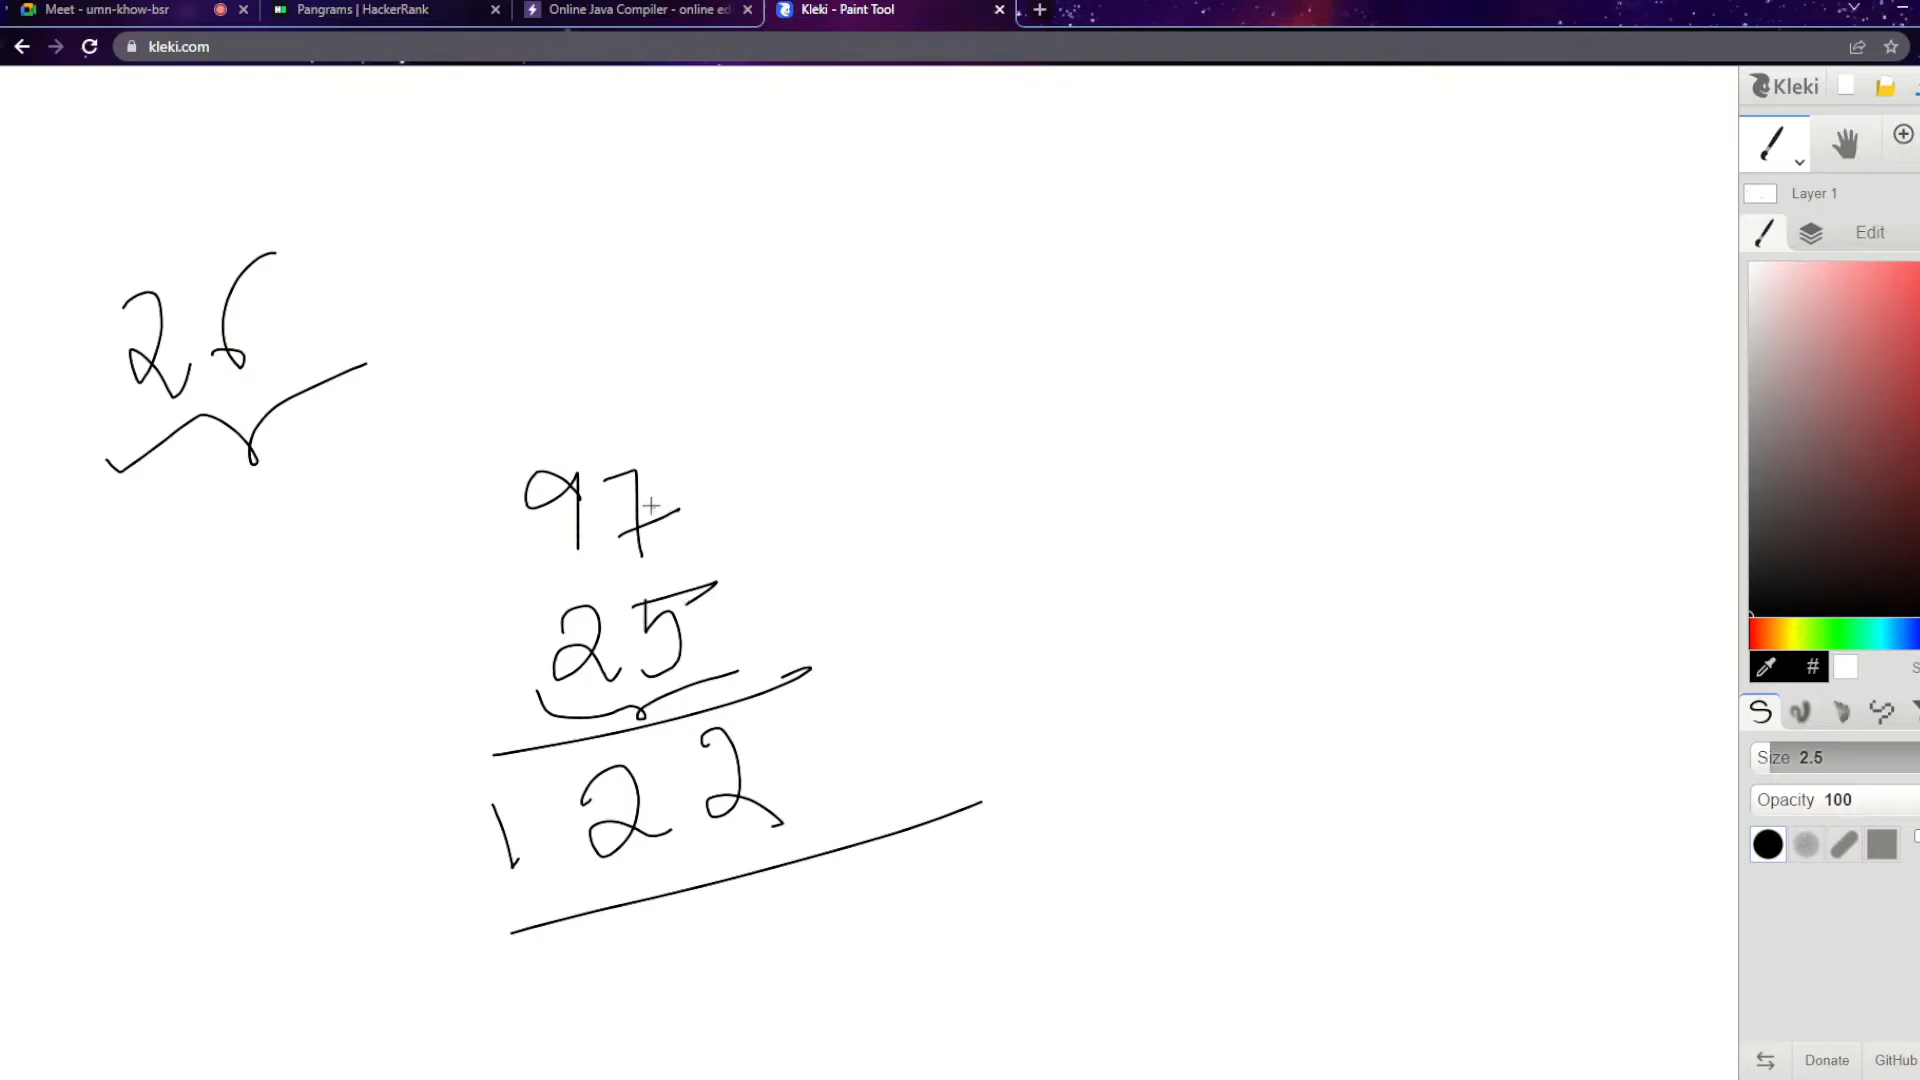 Meet - umn-khow-bsr
Pangrams | HackerRank
Online Java Compiler - online ed
Kleki - Paint Tool
kleki.com
Kleki
Layer 1
Edit
26
97
25
122
#
S
Size 2.5
Opacity 100
Donate
GitHub